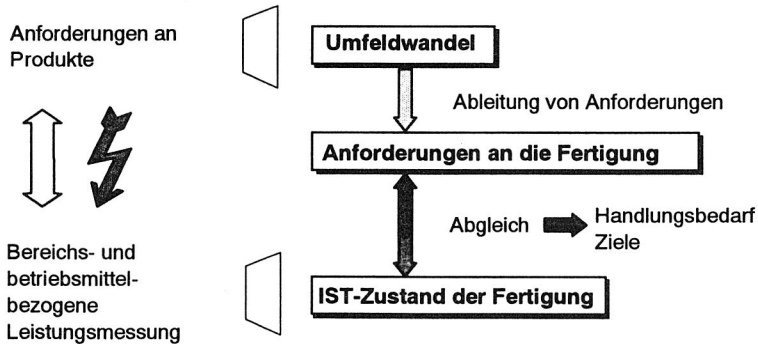 Anforderungen an
Produkte
Umfeldwandel
Ableitung von Anforderungen
Anforderungen an die Fertigung
Abgleich
Handlungsbedarf
Ziele
Bereichs- und
betriebsmittel-
bezogene
Leistungsmessung
IST-Zustand der Fertigung